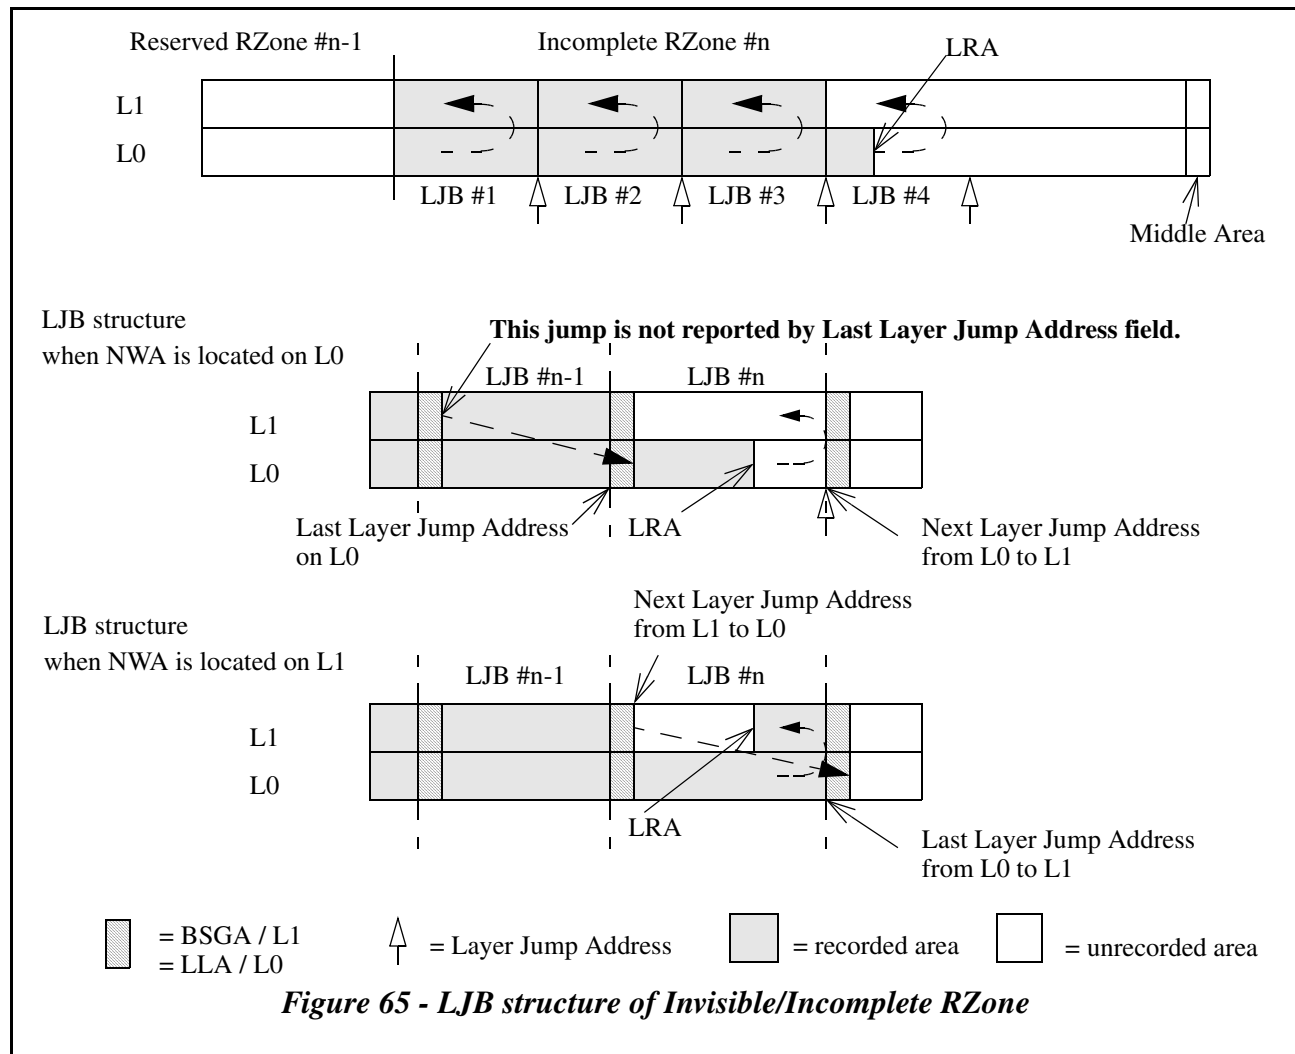 Reserved RZone #n-1
Incomplete RZone #n
LRA
L1
L0
LJB #1
LJB #2
LJB #3
LJB #4
Middle Area
LJB structure
when NWA is located on L0
This jump is not reported by Last Layer Jump Address field.
LJB #n-1
LJB #n
L1
L0
Last Layer Jump Address
on L0
LRA
Next Layer Jump Address
from L0 to L1
Next Layer Jump Address
from L1 to L0
LJB structure
when NWA is located on L1
LJB #n-1
LJB #n
L1
L0
LRA
Last Layer Jump Address
from L0 to L1
= BSGA / L1
= LLA / L0
= Layer Jump Address
= recorded area
= unrecorded area
Figure 65 - LJB structure of Invisible/Incomplete RZone